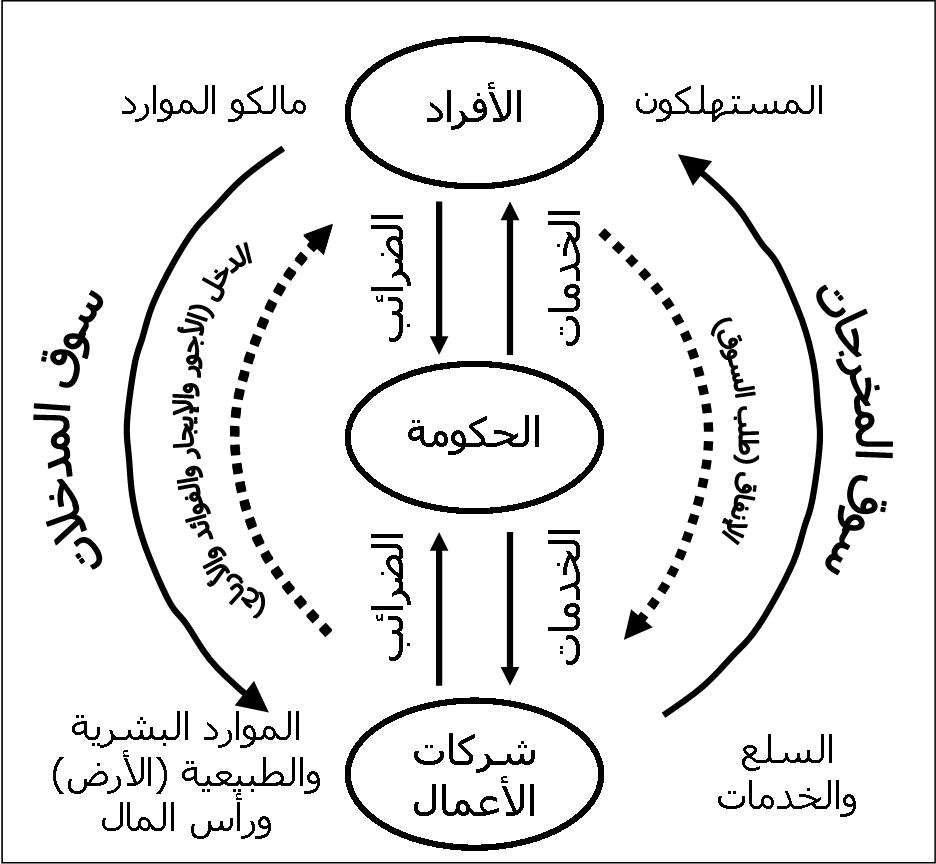 المستهلكون
الأفراد
مالكو الموارد
الخدمات
الضرائب
سوق المخرجات
الإنفاق (طلب السوق)
الحكومة
الدخل (الأجور والإيجار والفوائد والأرباح)
سوق المدخلات
الخدمات
الضرائب
السلع
والخدمات
شركات
الأعمال
الموارد البشرية
والطبيعية (الأرض)
ورأس المال